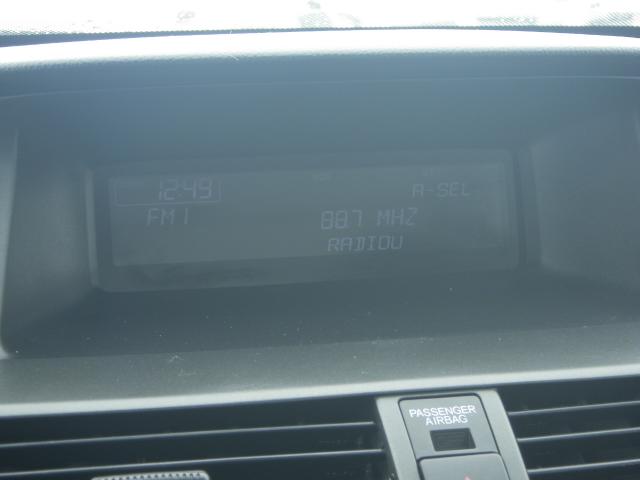 12:49
A-SEL
FM1
88.7 MHZ
RADIOU
PASSENGER
AIRBAG